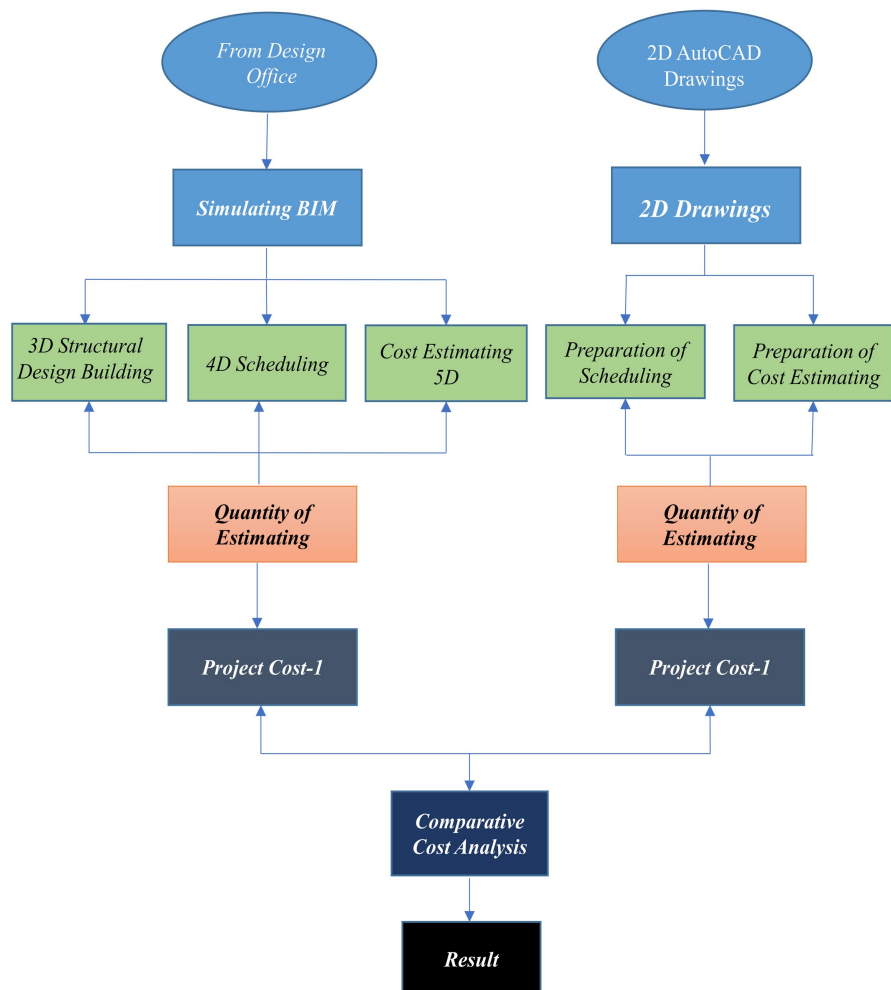 From Design
Office
2D AutoCAD
Drawings
Simulating BIM
2D Drawings
3D Structural
Design Building
4D Scheduling
Cost Estimating
5D
Preparation of
Scheduling
Preparation of
Cost Estimating
Quantity of
Estimating
Quantity of
Estimating
Project Cost-1
Project Cost-1
Comparative
Cost Analysis
Result